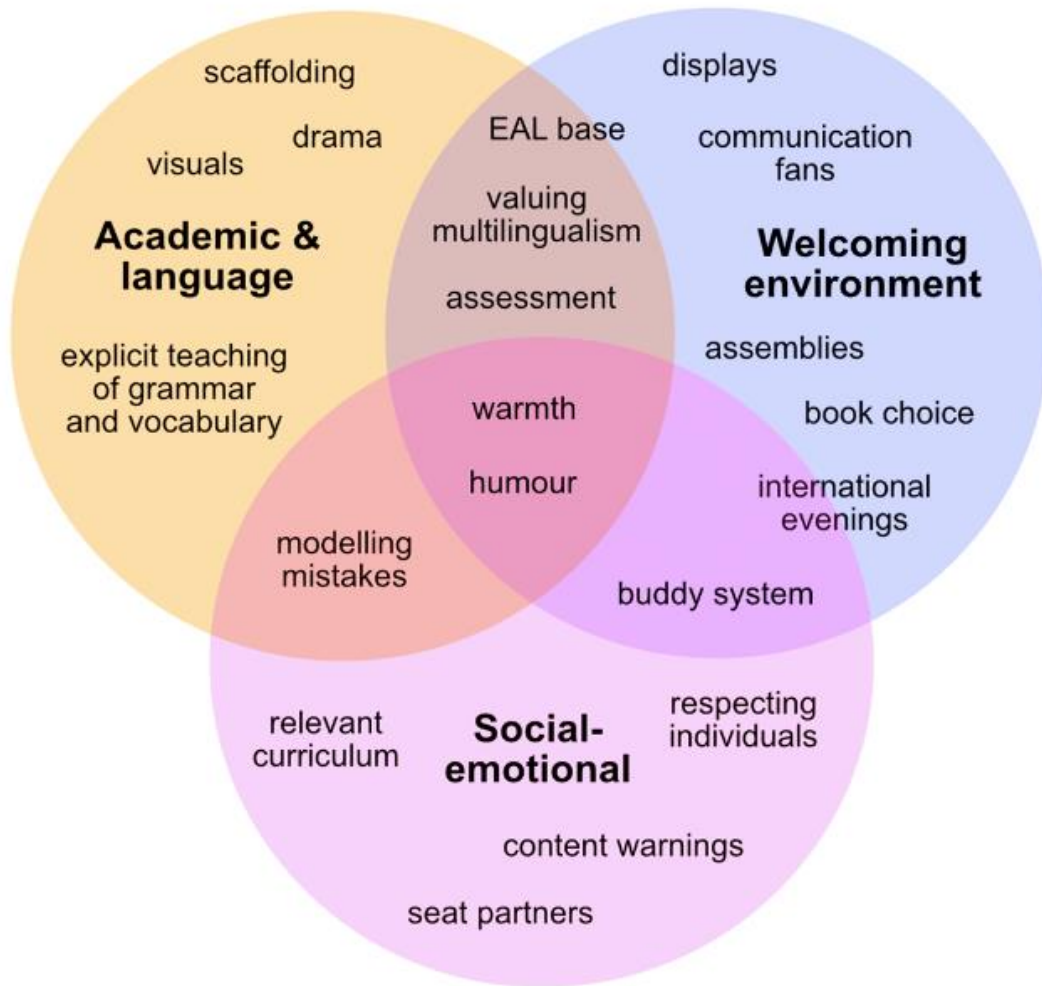 scaffolding
drama
visuals
Academic &
language
explicit teaching
of grammar
and vocabulary
EAL base
valuing
multilingualism
assessment
displays
communication
fans
Welcoming
environment
assemblies
book choice
international
evenings
warmth
humour
modelling
mistakes
buddy system
relevant
curriculum
Social-
emotional
respecting
individuals
content warnings
seat partners